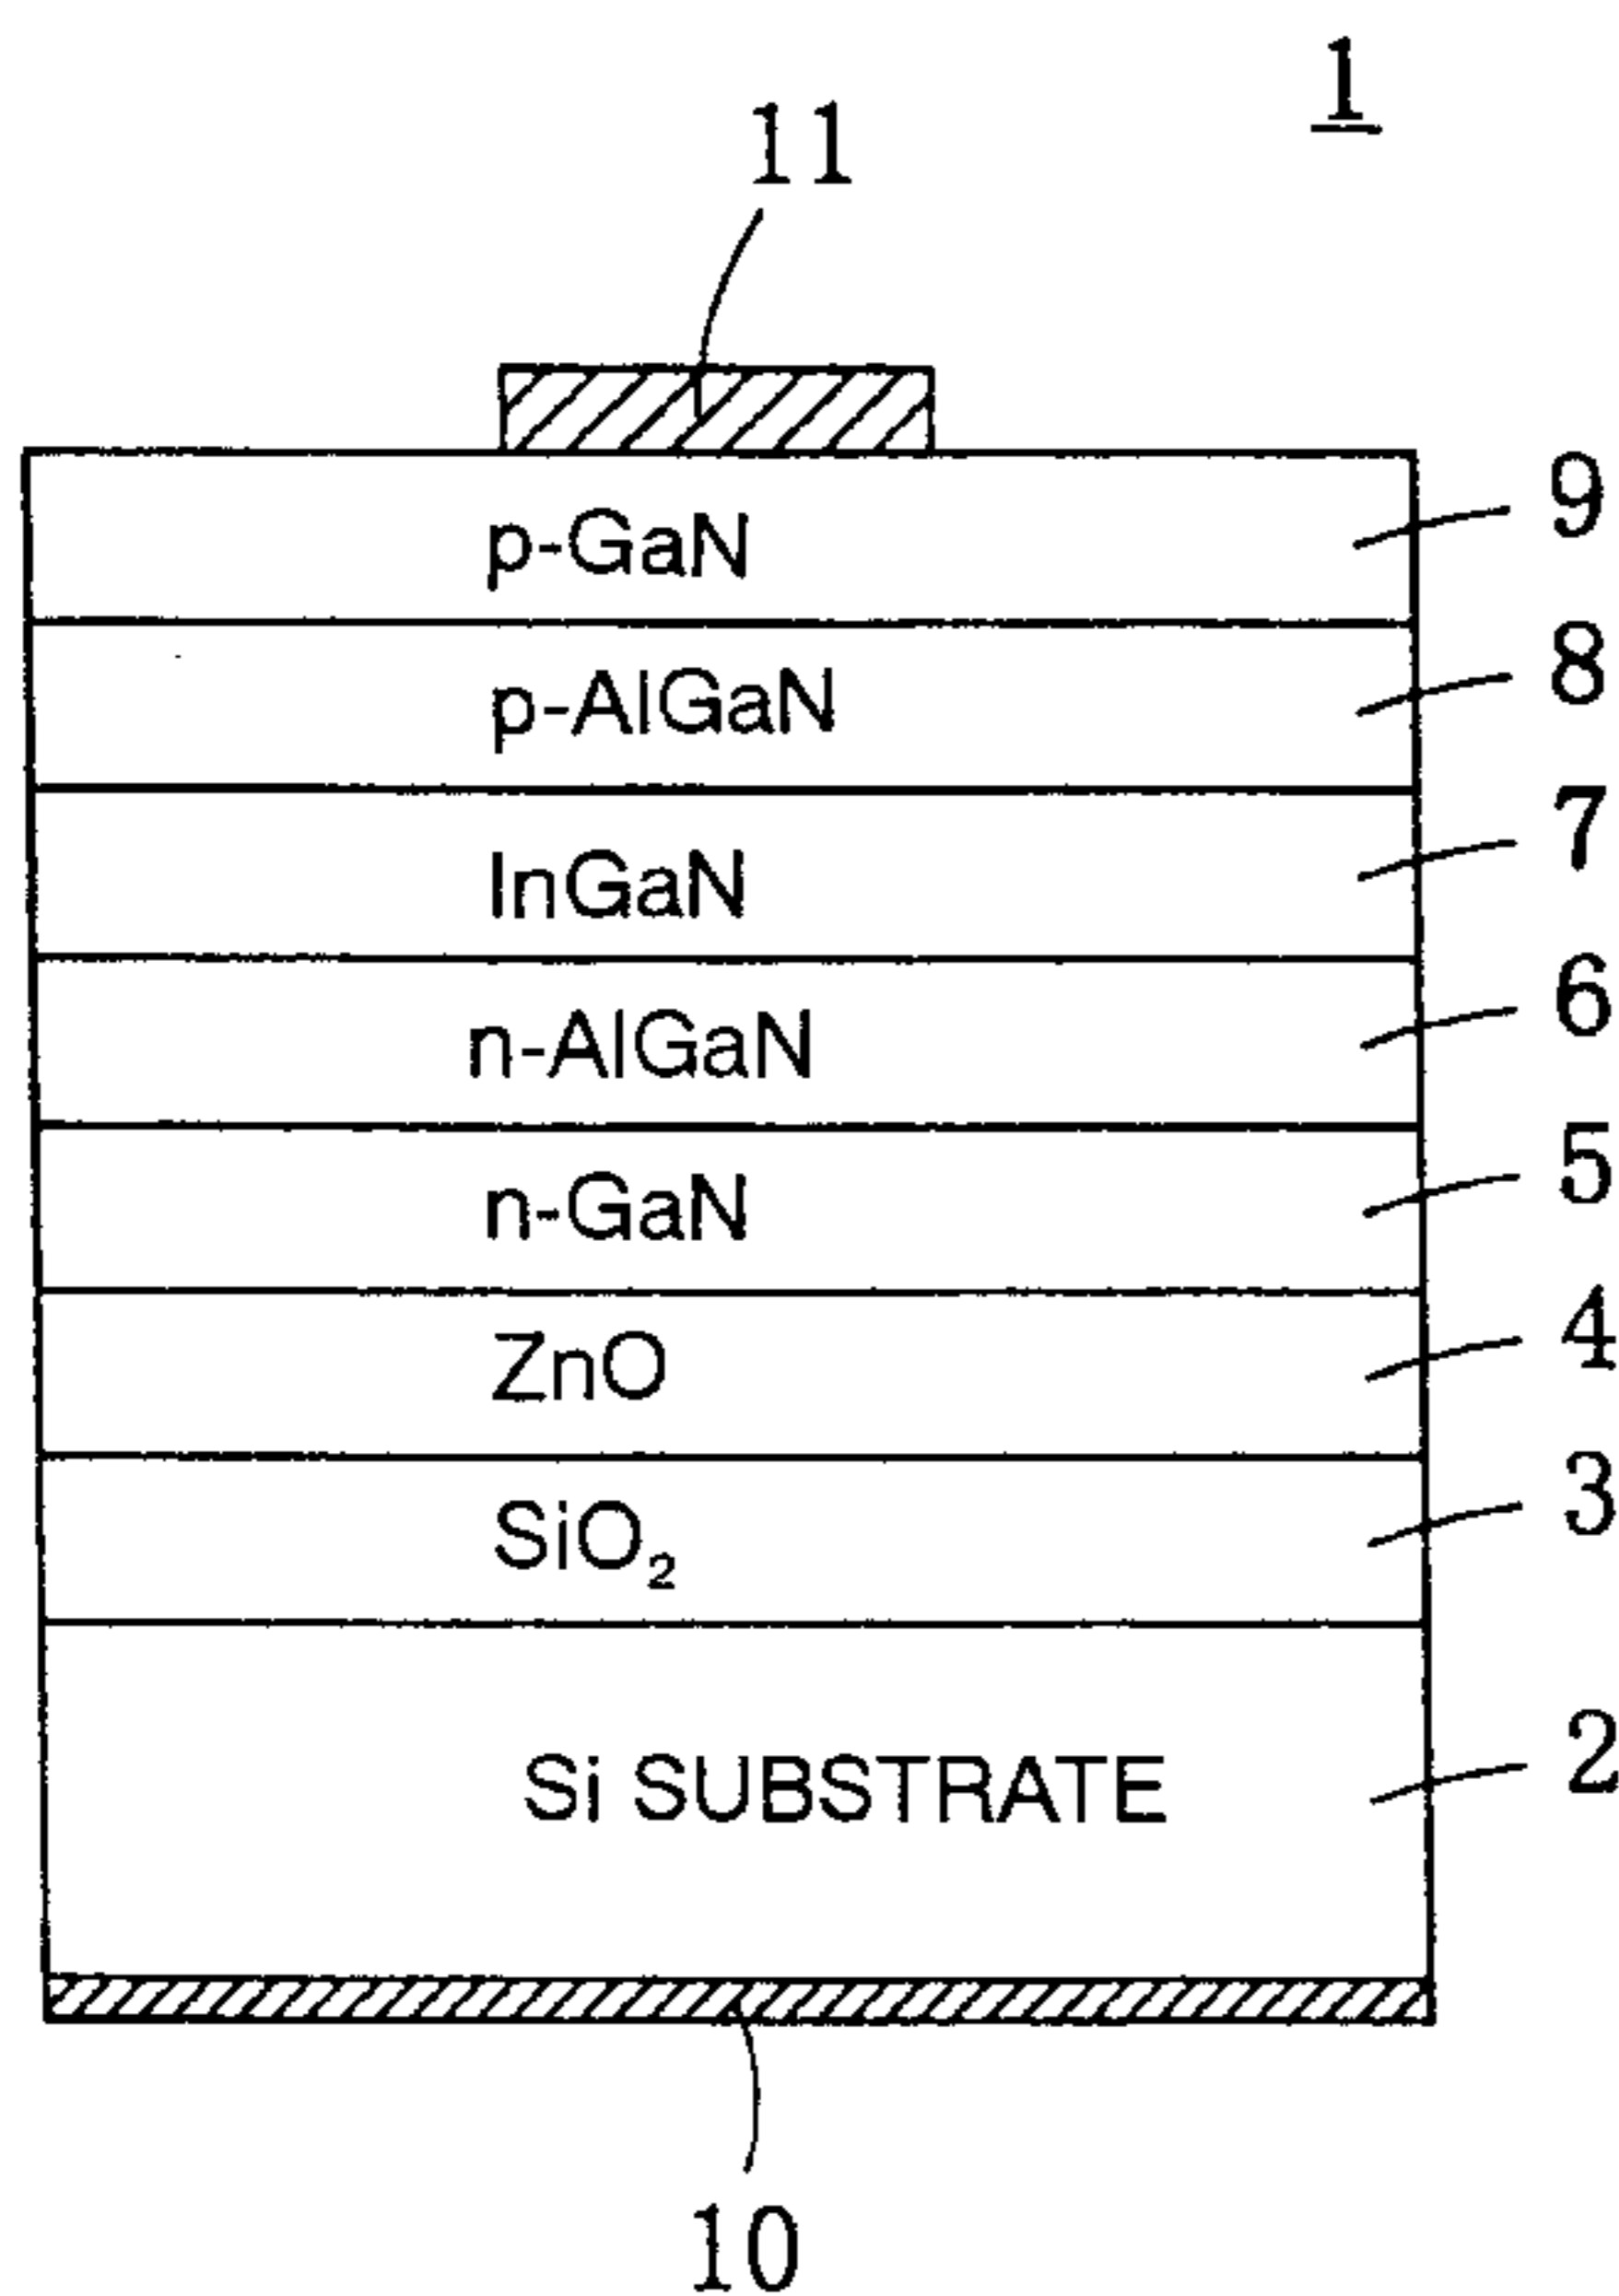 1
11
p-GaN 9
p-AlGaN 8
InGaN 7
n-AlGaN 6
n-GaN 5
ZnO 4
SiO₂ 3
Si SUBSTRATE 2
10